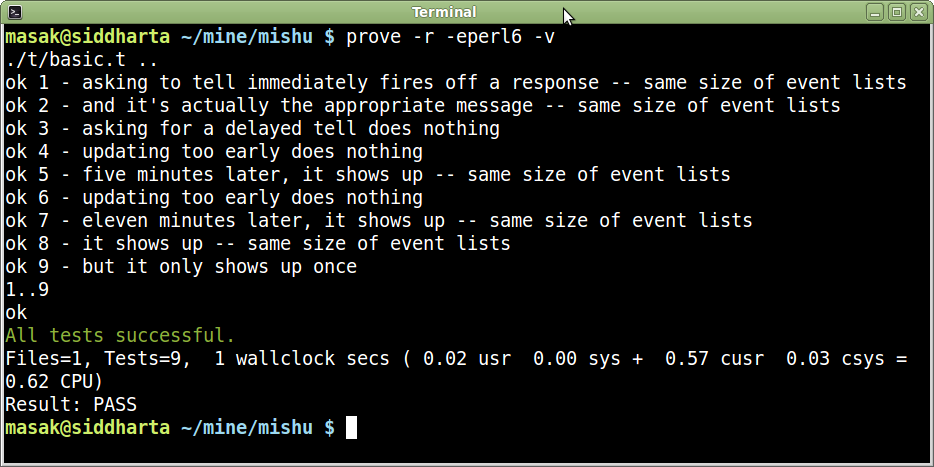 Terminal
masak@siddharta ~/mine/mishu $ prove -r -eperl6 -v
./t/basic.t ..
ok 1 - asking to tell immediately fires off a response -- same size of event lists
ok 2 - and it's actually the appropriate message -- same size of event lists
ok 3 - asking for a delayed tell does nothing
ok 4 - updating too early does nothing
ok 5 - five minutes later, it shows up -- same size of event lists
ok 6 - updating too early does nothing
ok 7 - eleven minutes later, it shows up -- same size of event lists
ok 8 - it shows up -- same size of event lists
ok 9 - but it only shows up once
1..9
ok
All tests successful.
Files=1, Tests=9,  1 wallclock secs ( 0.02 usr  0.00 sys +  0.57 cusr  0.03 csys =
0.62 CPU)
Result: PASS
masak@siddharta ~/mine/mishu $